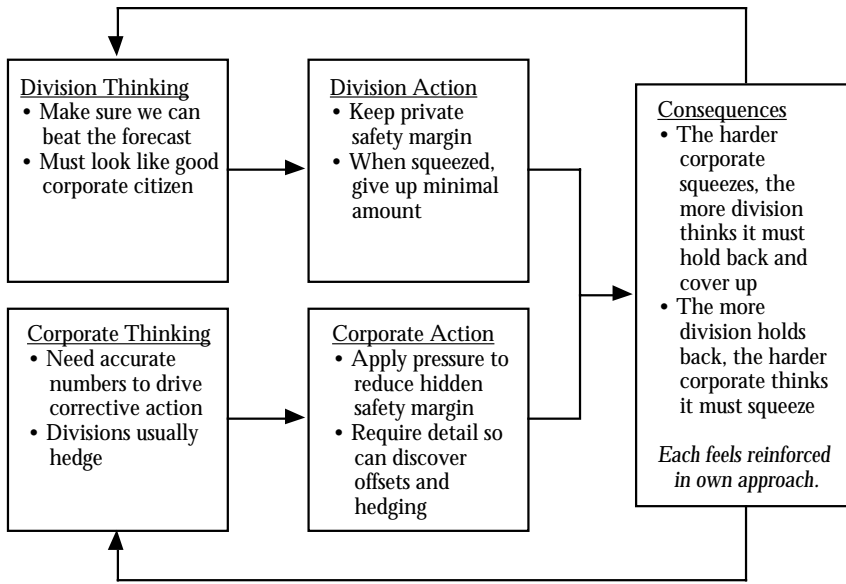 Division Thinking
• Make sure we can
beat the forecast
• Must look like good
corporate citizen
Division Action
• Keep private
safety margin
• When squeezed,
give up minimal
amount
Corporate Thinking
• Need accurate
numbers to drive
corrective action
• Divisions usually
hedge
Corporate Action
• Apply pressure to
reduce hidden
safety margin
• Require detail so
can discover
offsets and
hedging
Consequences
• The harder
corporate
squeezes, the
more division
thinks it must
hold back and
cover up
• The more
division holds
back, the harder
corporate thinks
it must squeeze
Each feels reinforced
in own approach.